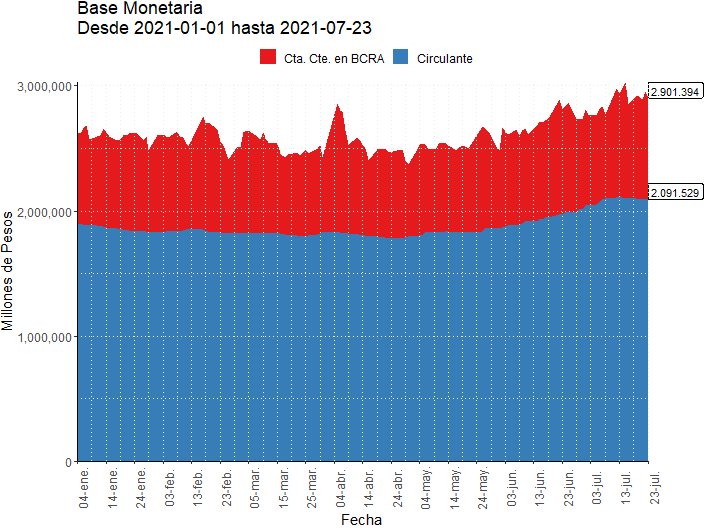 Base Monetaria
Desde 2021-01-01 hasta 2021-07-23
Cta. Cte. en BCRA
Circulante
3,000,000
2,000,000
1,000,000
0
Millones de Pesos
2.901.394
2.091.529
04-ene.
14-ene.
24-ene.
03-feb.
13-feb.
23-feb.
05-mar.
15-mar.
25-mar.
04-abr.
14-abr.
24-abr.
04-may.
14-may.
24-may.
03-jun.
13-jun.
23-jun.
03-jul.
13-jul.
23-jul.
Fecha